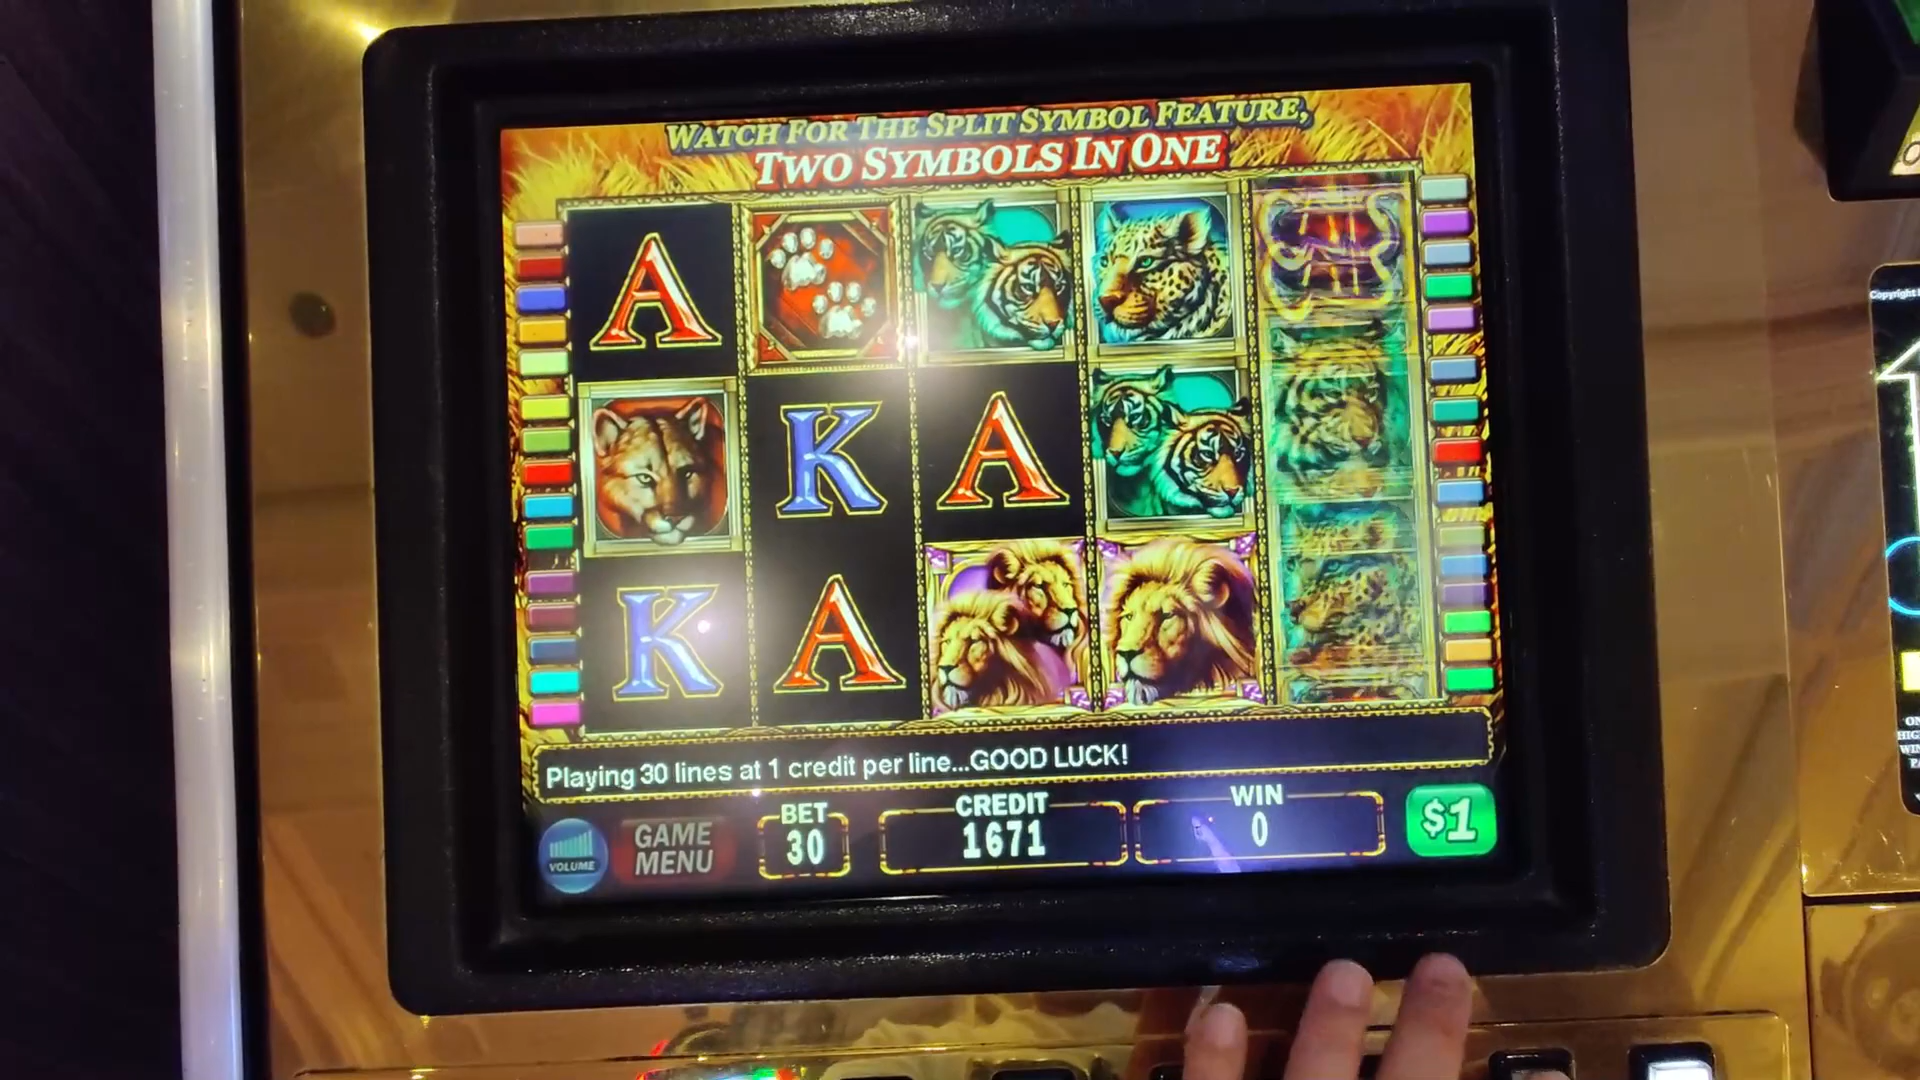 WATCH FOR THE SPLIT SYMBOL FEATURE,
TWO SYMBOLS IN ONE
A
K A
K A
Playing 30 lines at 1 credit per line...GOOD LUCK!
VOLUME
GAME
MENU
BET
30
CREDIT
1671
WIN
0
$1
Copyright